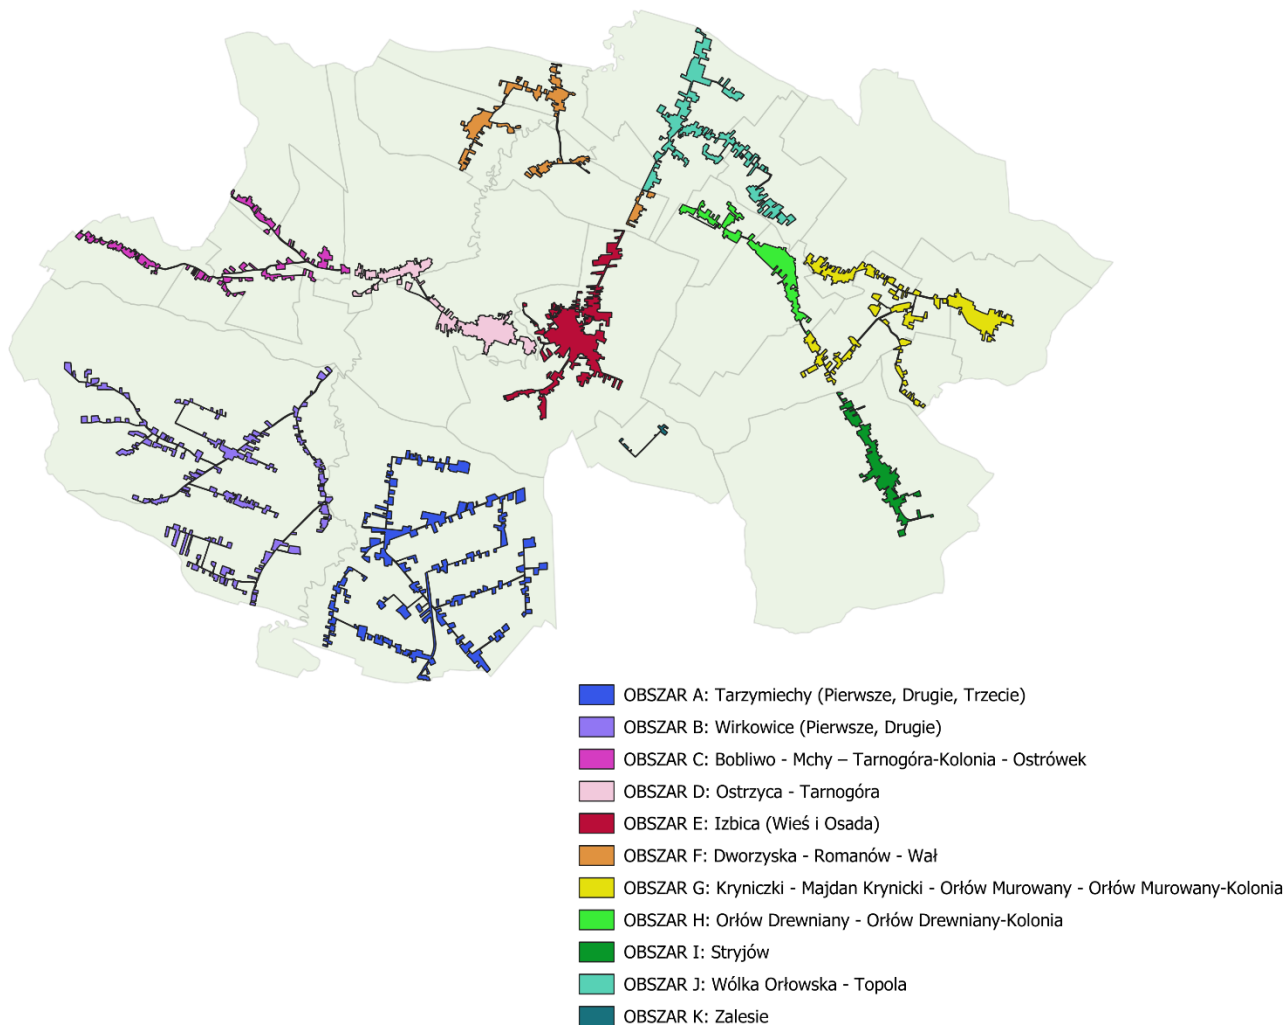 OBSZAR A: Tarzymiechy (Pierwsze, Drugie, Trzecie)
OBSZAR B: Wirkowice (Pierwsze, Drugie)
OBSZAR C: Bobliwo - Mchy – Tarnogóra-Kolonia - Ostrówek
OBSZAR D: Ostrzyca - Tarnogóra
OBSZAR E: Izbica (Wieś i Osada)
OBSZAR F: Dworzyska - Romanów - Wał
OBSZAR G: Kryniczki - Majdan Krynicki - Orłów Murowany - Orłów Murowany-Kolonia
OBSZAR H: Orłów Drewniany - Orłów Drewniany-Kolonia
OBSZAR I: Stryjów
OBSZAR J: Wólka Orłowska - Topola
OBSZAR K: Zalesie